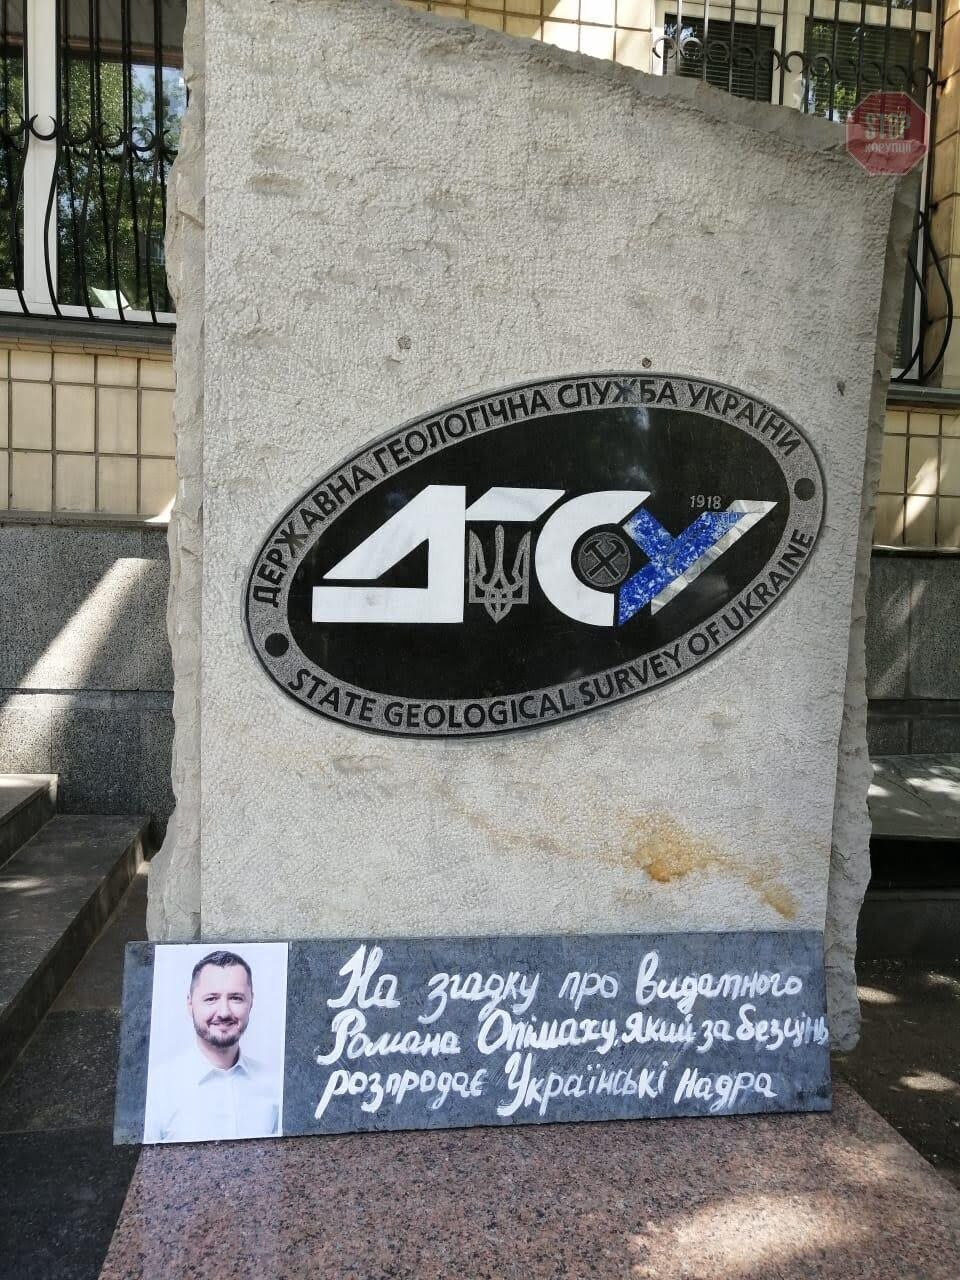 STOP
КОРУПЦІЇ
ДЕРЖАВНА ГЕОЛОГІЧНА СЛУЖБА УКРАЇНИ
1918
ДГСУ
STATE GEOLOGICAL SURVEY OF UKRAINE
На згадку про видатного
Романа Опімаху, який за безцінь
розпродає Українські надра